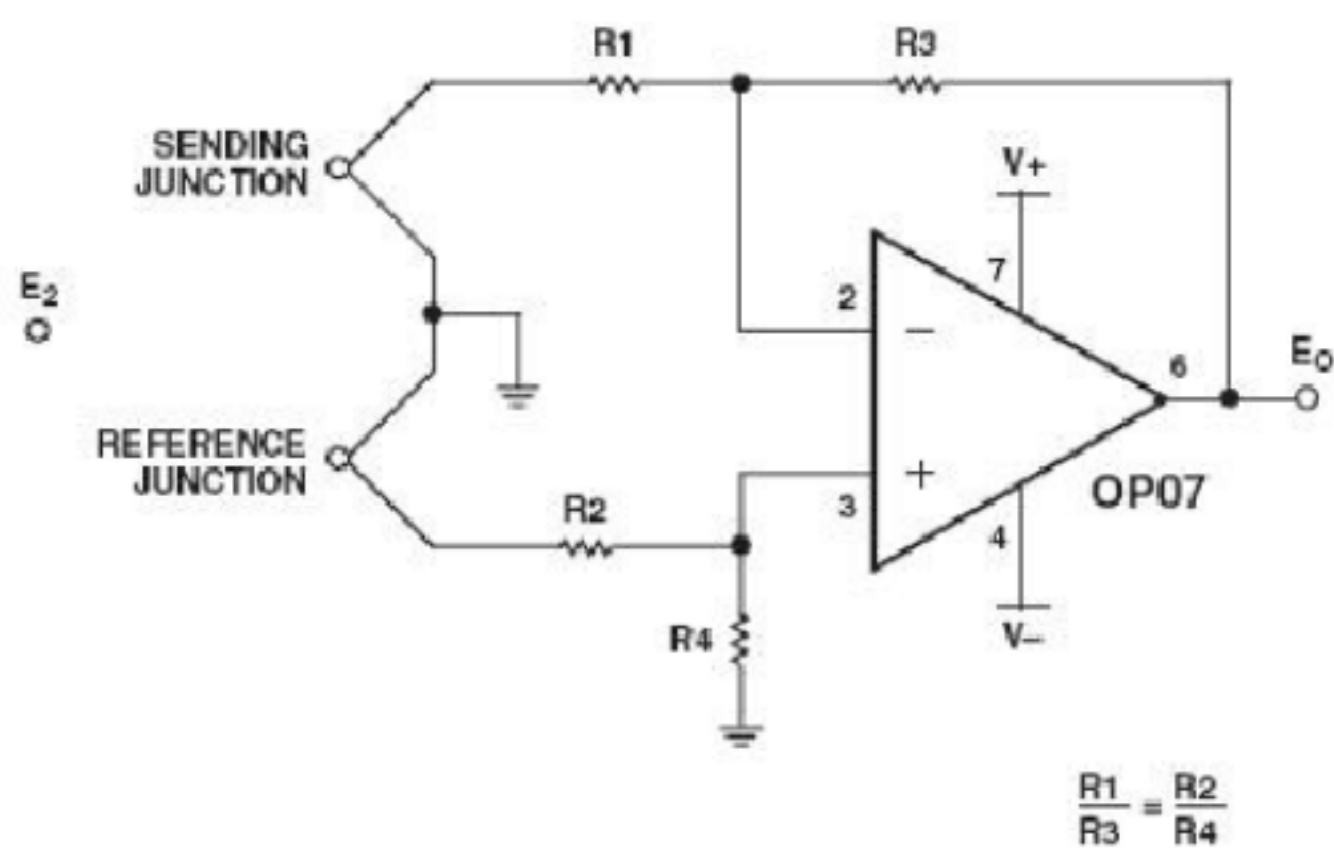 R1
R3
SENDING
JUNCTION
V+
7
E2
2
−
6
EO
REFERENCE
JUNCTION
+
3
OP07
R2
4
R4
V−
R1 = R2
R3 R4